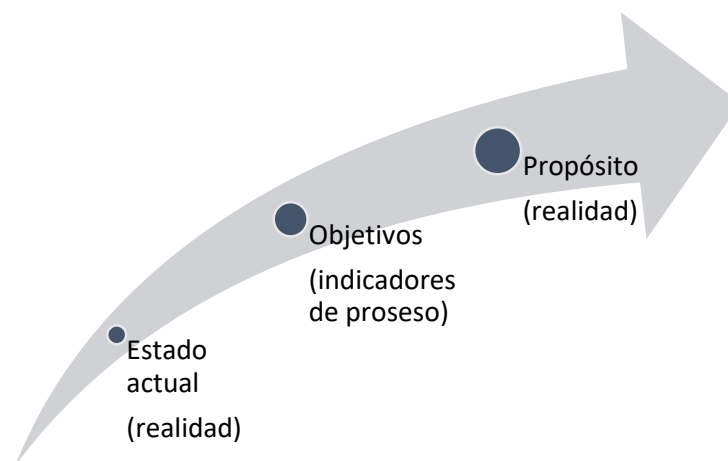 Propósito
(realidad)
Objetivos
(indicadores
de proseso)
Estado
actual
(realidad)